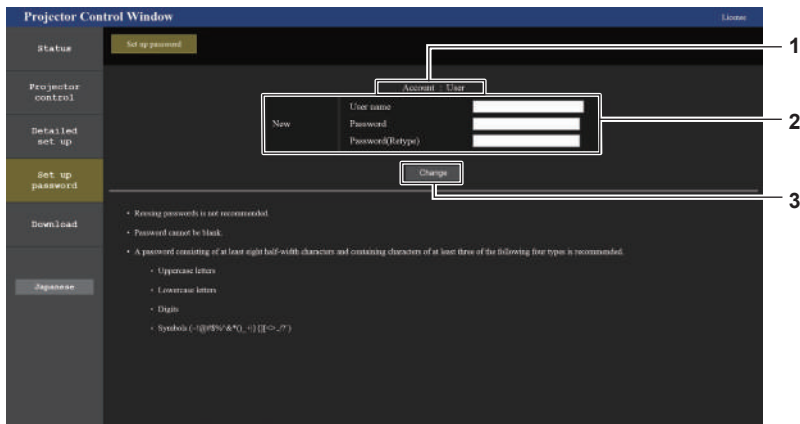 Projector Control Window
License
Status
Set up password
1
Projector
control
Account : User
New
User name
Password
Password(Retype)
2
Detailed
set up
Set up
password
Change
3
Download
• Reusing passwords is not recommended.
• Password cannot be blank.
• A password consisting of at least eight half-width characters and containing characters of at least three of the following four types is recommended.
• Uppercase letters
• Lowercase letters
• Digits
• Symbols
Japanese